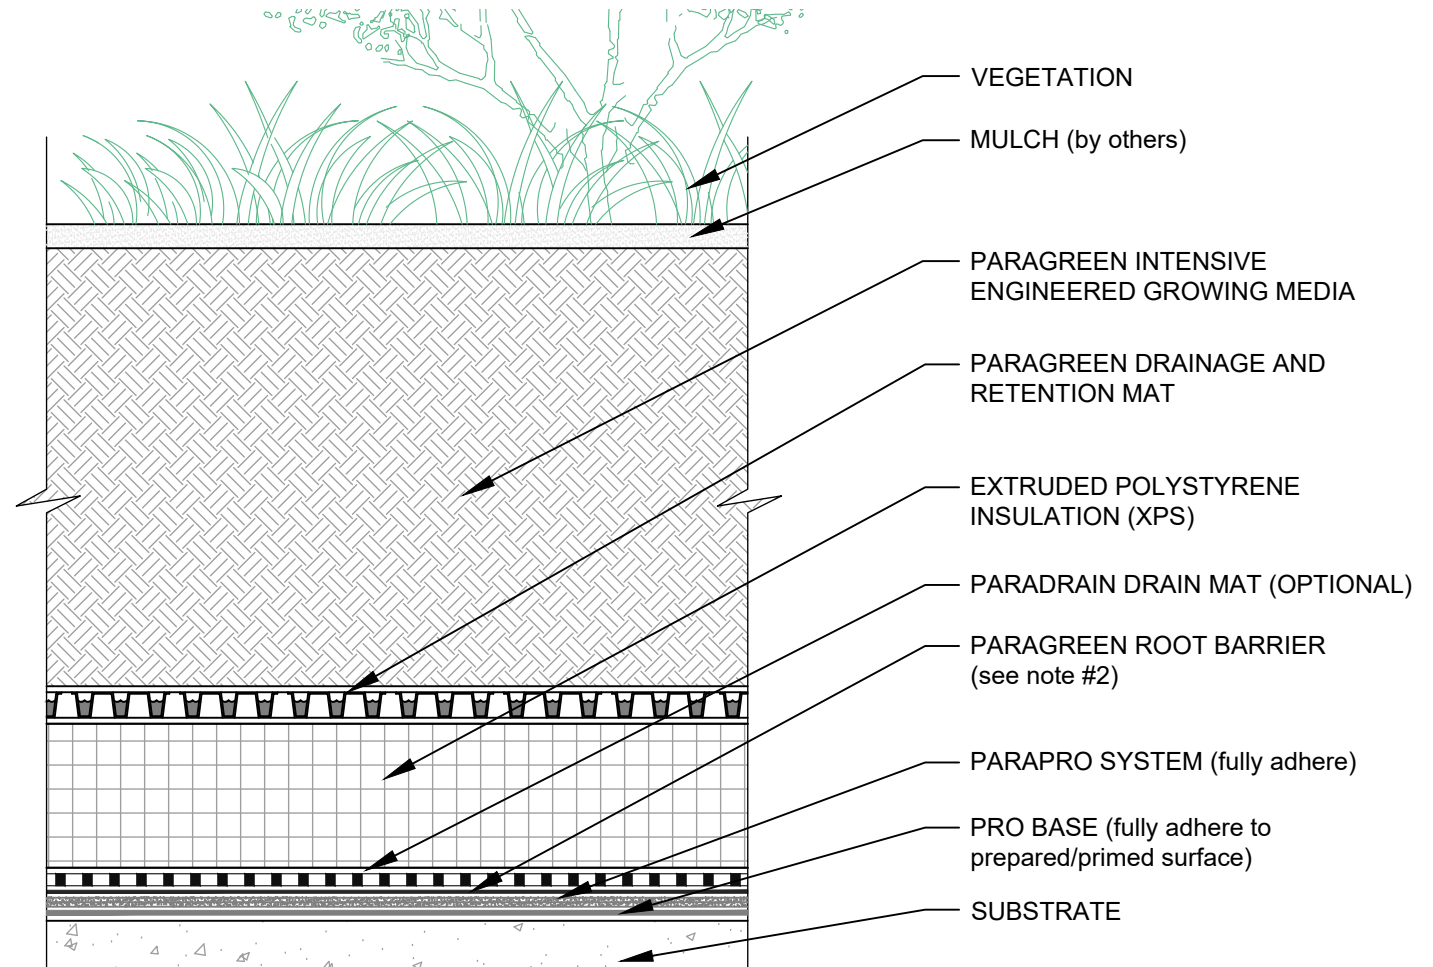 VEGETATION
MULCH (by others)
PARAGREEN INTENSIVE
ENGINEERED GROWING MEDIA
PARAGREEN DRAINAGE AND
RETENTION MAT
EXTRUDED POLYSTYRENE
INSULATION (XPS)
PARADRAIN DRAIN MAT (OPTIONAL)
PARAGREEN ROOT BARRIER
(see note #2)
PARAPRO SYSTEM (fully adhere)
PRO BASE (fully adhere to
prepared/primed surface)
SUBSTRATE